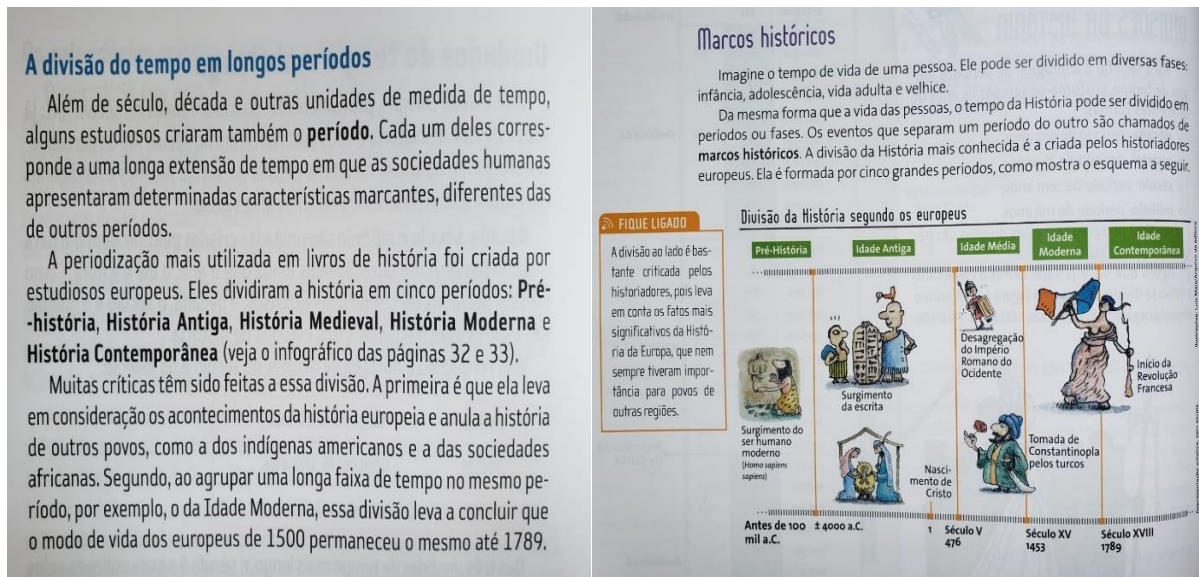 A divisão do tempo em longos períodos
Além de século, década e outras unidades de medida de tempo,
alguns estudiosos criaram também o período. Cada um deles corres-
ponde a uma longa extensão de tempo em que as sociedades humanas
apresentaram determinadas características marcantes, diferentes das
de outros períodos.
A periodização mais utilizada em livros de história foi criada por
estudiosos europeus. Eles dividiram a história em cinco períodos: Pré-
-história, História Antiga, História Medieval, História Moderna e
História Contemporânea (veja o infográfico das páginas 32 e 33).
Muitas críticas têm sido feitas a essa divisão. A primeira é que ela leva
em consideração os acontecimentos da história europeia e anula a história
de outros povos, como a dos indígenas americanos e a das sociedades
africanas. Segundo, ao agrupar uma longa faixa de tempo no mesmo pe-
ríodo, por exemplo, o da Idade Moderna, essa divisão leva a concluir que
o modo de vida dos europeus de 1500 permaneceu o mesmo até 1789.
Marcos históricos
Imagine o tempo de vida de uma pessoa. Ele pode ser dividido em diversas fases:
infância, adolescência, vida adulta e velhice.
Da mesma forma que a vida das pessoas, o tempo da História pode ser dividido em
períodos ou fases. Os eventos que separam um período do outro são chamados de
marcos históricos. A divisão da História mais conhecida é a criada pelos historiadores
europeus. Ela é formada por cinco grandes períodos, como mostra o esquema a seguir.
FIQUE LIGADO
A divisão ao lado é bas-
tante criticada pelos
historiadores, pois leva
em conta os fatos mais
significativos da Histó-
ria da Europa, que nem
sempre tiveram impor-
tância para povos de
outras regiões.
Divisão da História segundo os europeus
Pré-História
Idade Antiga
Idade Média
Idade
Moderna
Idade
Contemporânea
Surgimento do
ser humano
moderno
(Homo sapiens
sapiens)
Surgimento
da escrita
Nasci-
mento de
Cristo
Desagregação
do Império
Romano do
Ocidente
Tomada de
Constantinopla
pelos turcos
Início da
Revolução
Francesa
Antes de 100
mil a.C.
± 4000 a.C.
1
Século V
476
Século XV
1453
Século XVIII
1789